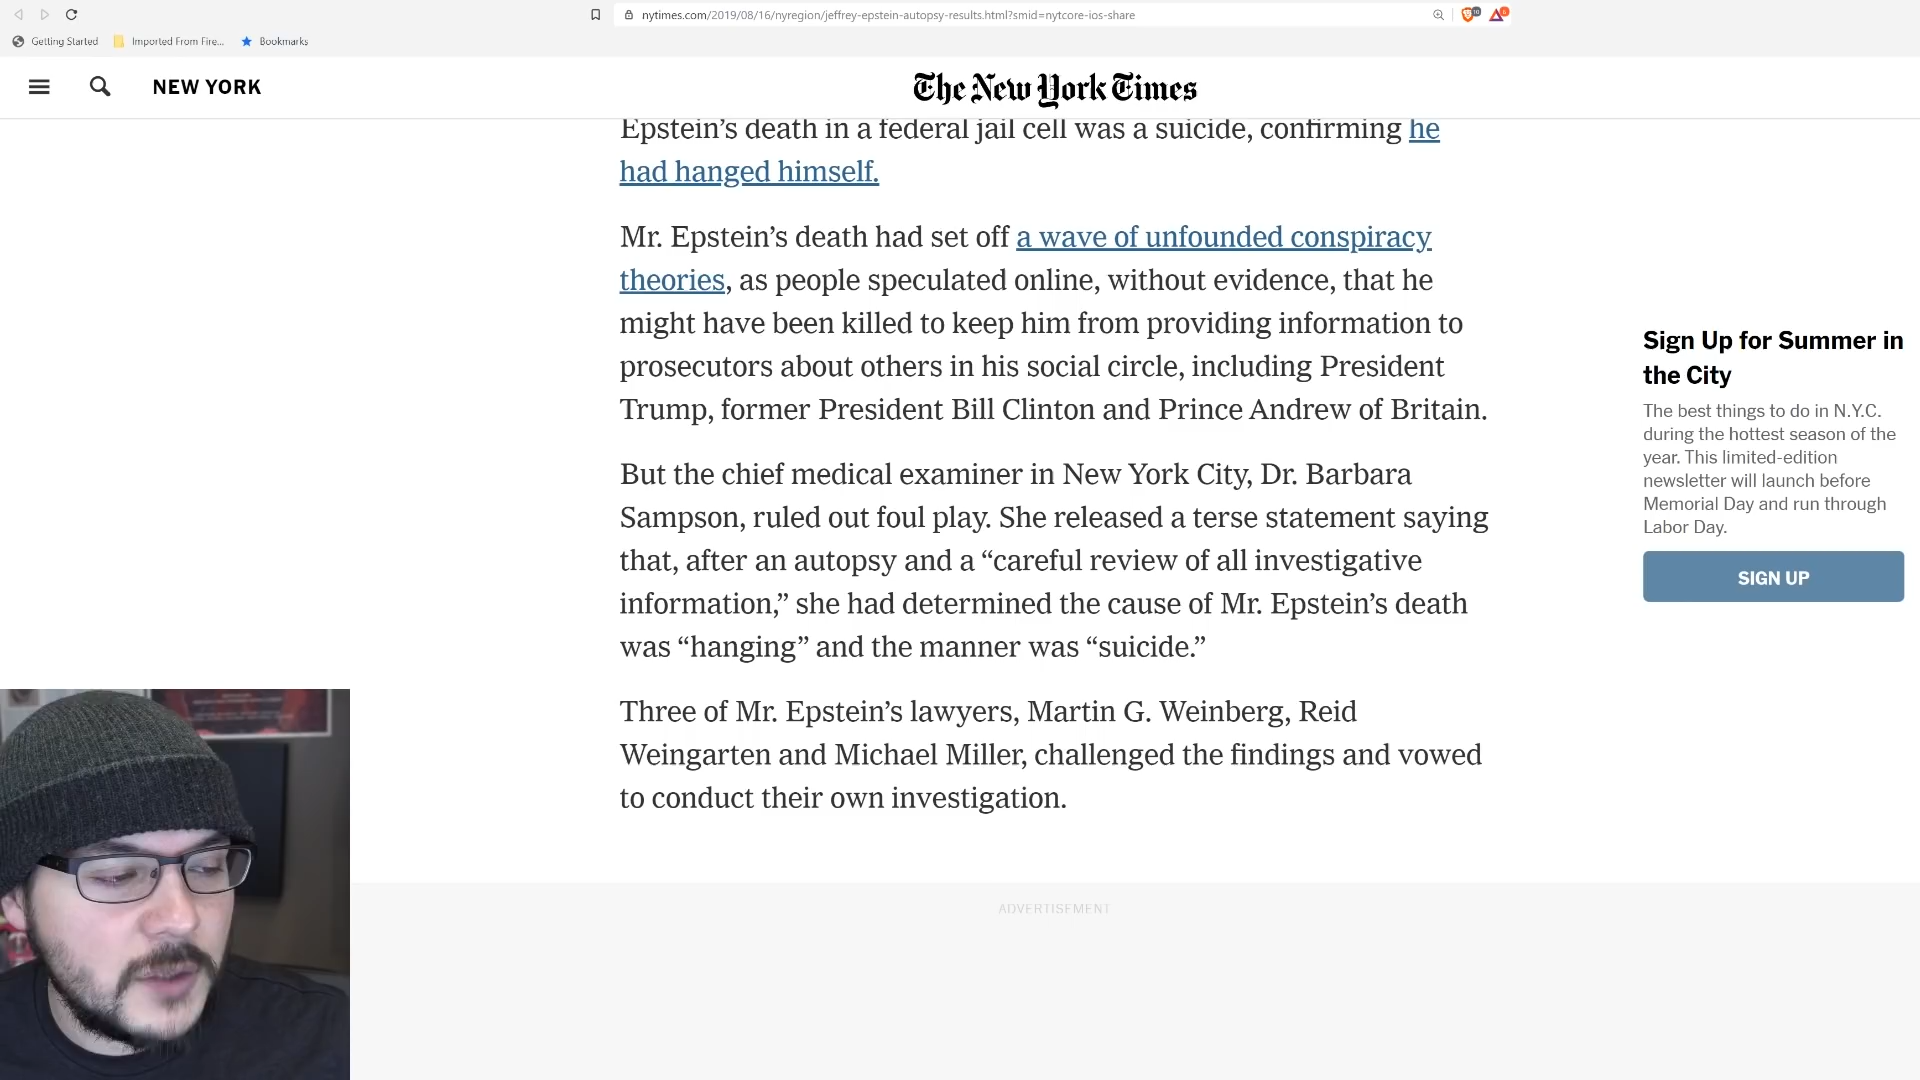 nytimes.com/2019/08/16/nyregion/jeffrey-epstein-autopsy-results.html?smid=nytcore-ios-share
Getting Started
Imported From Fire...
Bookmarks
NEW YORK
The New York Times
Epstein’s death in a federal jail cell was a suicide, confirming he
had hanged himself.
Mr. Epstein’s death had set off a wave of unfounded conspiracy
theories, as people speculated online, without evidence, that he
might have been killed to keep him from providing information to
prosecutors about others in his social circle, including President
Trump, former President Bill Clinton and Prince Andrew of Britain.
But the chief medical examiner in New York City, Dr. Barbara
Sampson, ruled out foul play. She released a terse statement saying
that, after an autopsy and a “careful review of all investigative
information,” she had determined the cause of Mr. Epstein’s death
was “hanging” and the manner was “suicide.”
Three of Mr. Epstein’s lawyers, Martin G. Weinberg, Reid
Weingarten and Michael Miller, challenged the findings and vowed
to conduct their own investigation.
Sign Up for Summer in
the City
The best things to do in N.Y.C.
during the hottest season of the
year. This limited-edition
newsletter will launch before
Memorial Day and run through
Labor Day.
SIGN UP
ADVERTISEMENT